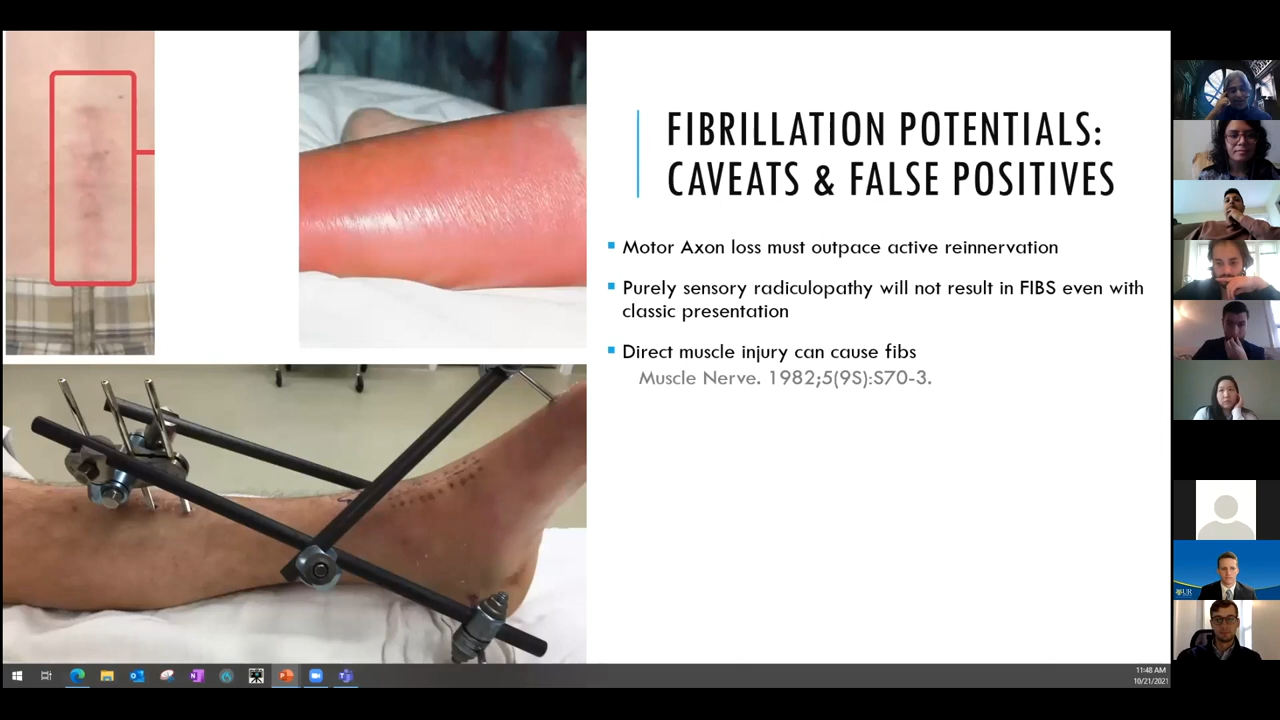 FIBRILLATION POTENTIALS:
CAVEATS & FALSE POSITIVES
Motor Axon loss must outpace active reinnervation
Purely sensory radiculopathy will not result in FIBS even with
classic presentation
Direct muscle injury can cause fibs
Muscle Nerve. 1982;5(9S):S70-3.
UR
11:48 AM
10/21/2021